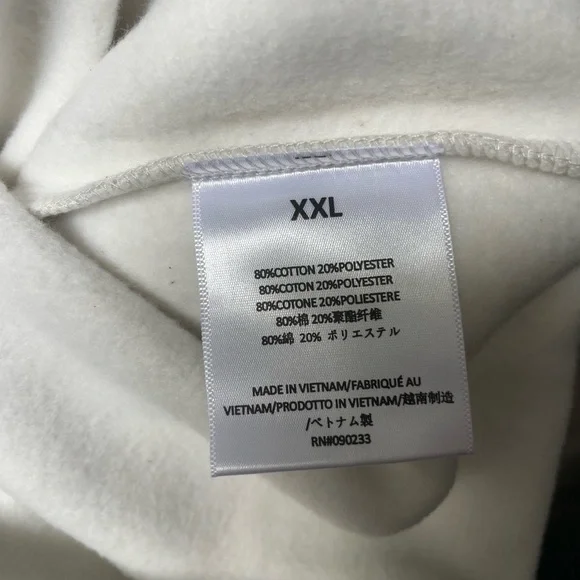 XXL
80%COTTON 20%POLYESTER
80%COTON 20%POLYESTER
80%COTONE 20%POLIESTERE
80%棉 20%聚酯纤维
80%綿 20% ポリエステル
MADE IN VIETNAM/FABRIQUÉ AU
VIETNAM/PRODOTTO IN VIETNAM/越南制造
/ベトナム製
RN#090233